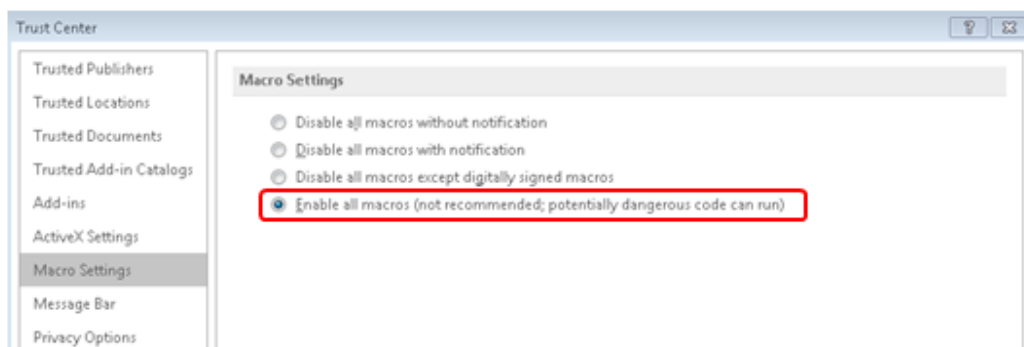 Trust Center
Trusted Publishers
Trusted Locations
Trusted Documents
Trusted Add-in Catalogs
Add-ins
ActiveX Settings
Macro Settings
Message Bar
Privacy Options
Macro Settings
Disable all macros without notification
Disable all macros with notification
Disable all macros except digitally signed macros
Enable all macros (not recommended; potentially dangerous code can run)